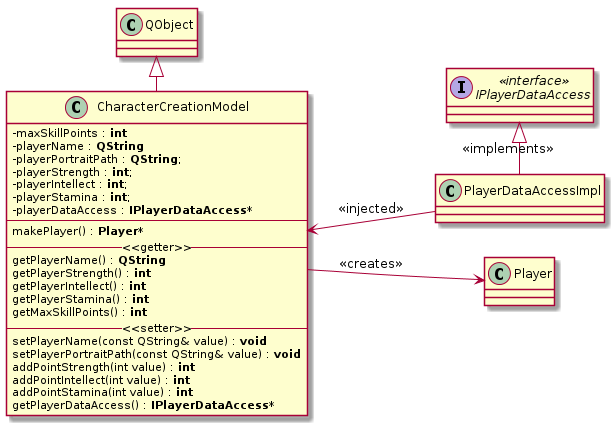 C QObject
C CharacterCreationModel
-maxSkillPoints : int
-playerName : QString
-playerPortraitPath : QString;
-playerStrength : int;
-playerIntellect : int;
-playerStamina : int;
-playerDataAccess : IPlayerDataAccess*
makePlayer() : Player*
<<getter>>
getPlayerName() : QString
getPlayerStrength() : int
getPlayerIntellect() : int
getPlayerStamina() : int
getMaxSkillPoints() : int
<<setter>>
setPlayerName(const QString& value) : void
setPlayerPortraitPath(const QString& value) : void
addPointStrength(int value) : int
addPointIntellect(int value) : int
addPointStamina(int value) : int
getPlayerDataAccess() : IPlayerDataAccess*
I «interface»
IPlayerDataAccess
«implements»
C PlayerDataAccessImpl
«injected»
«creates»
C Player